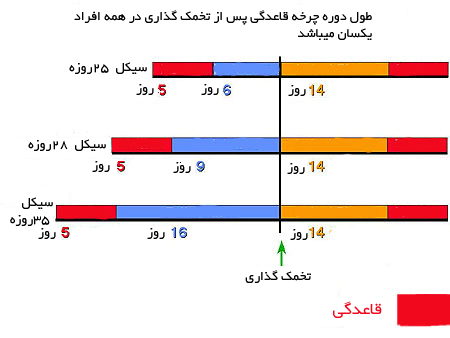 طول دوره چرخه قاعدگی پس از تخمک گذاری در همه افراد
یکسان میباشد
سیکل ۲۵روزه
5 روز
6 روز
14 روز
سیکل ۲۸روزه
5 روز
9 روز
14 روز
سیکل
۳۵روزه
5 روز
16 روز
14روز
تخمک گذاری
قاعدگی